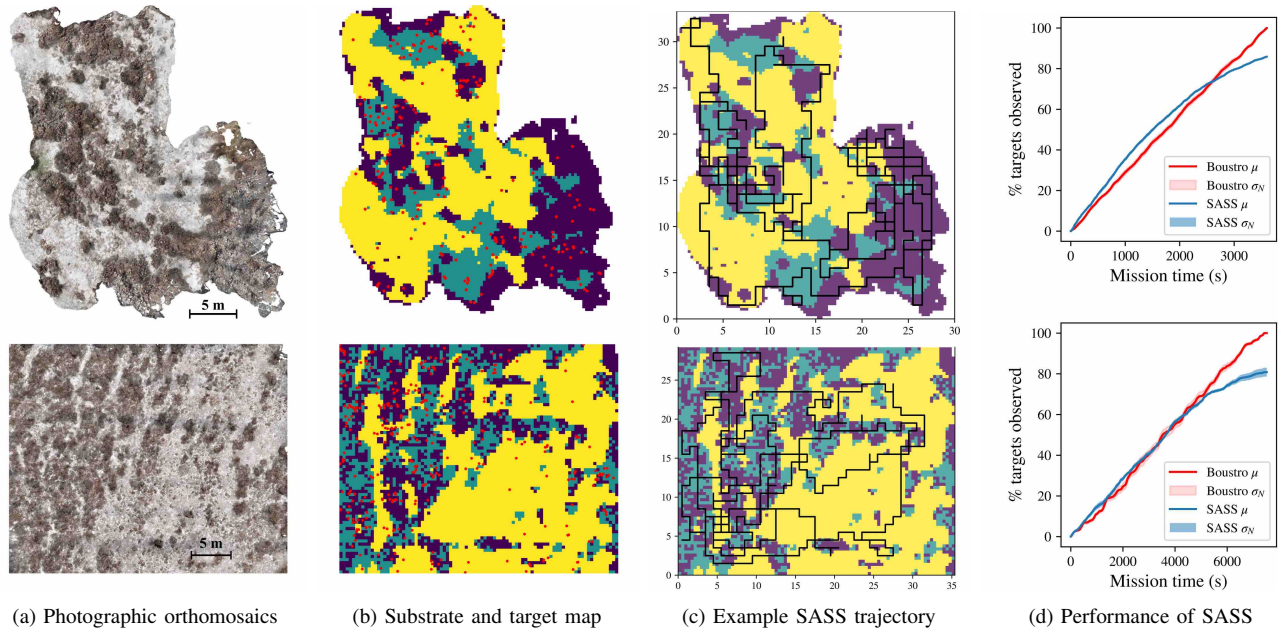 5 m
0
5
10
15
20
25
30
0 5 10 15 20 25 30
% targets observed
100
80
60
40
20
0
Boustro μ
Boustro σN
SASS μ
SASS σN
0 1000 2000 3000
Mission time (s)
5 m
0
5
10
15
20
25
0 5 10 15 20 25 30 35
% targets observed
100
80
60
40
20
0
Boustro μ
Boustro σN
SASS μ
SASS σN
0 2000 4000 6000
Mission time (s)
(a) Photographic orthomosaics (b) Substrate and target map (c) Example SASS trajectory (d) Performance of SASS